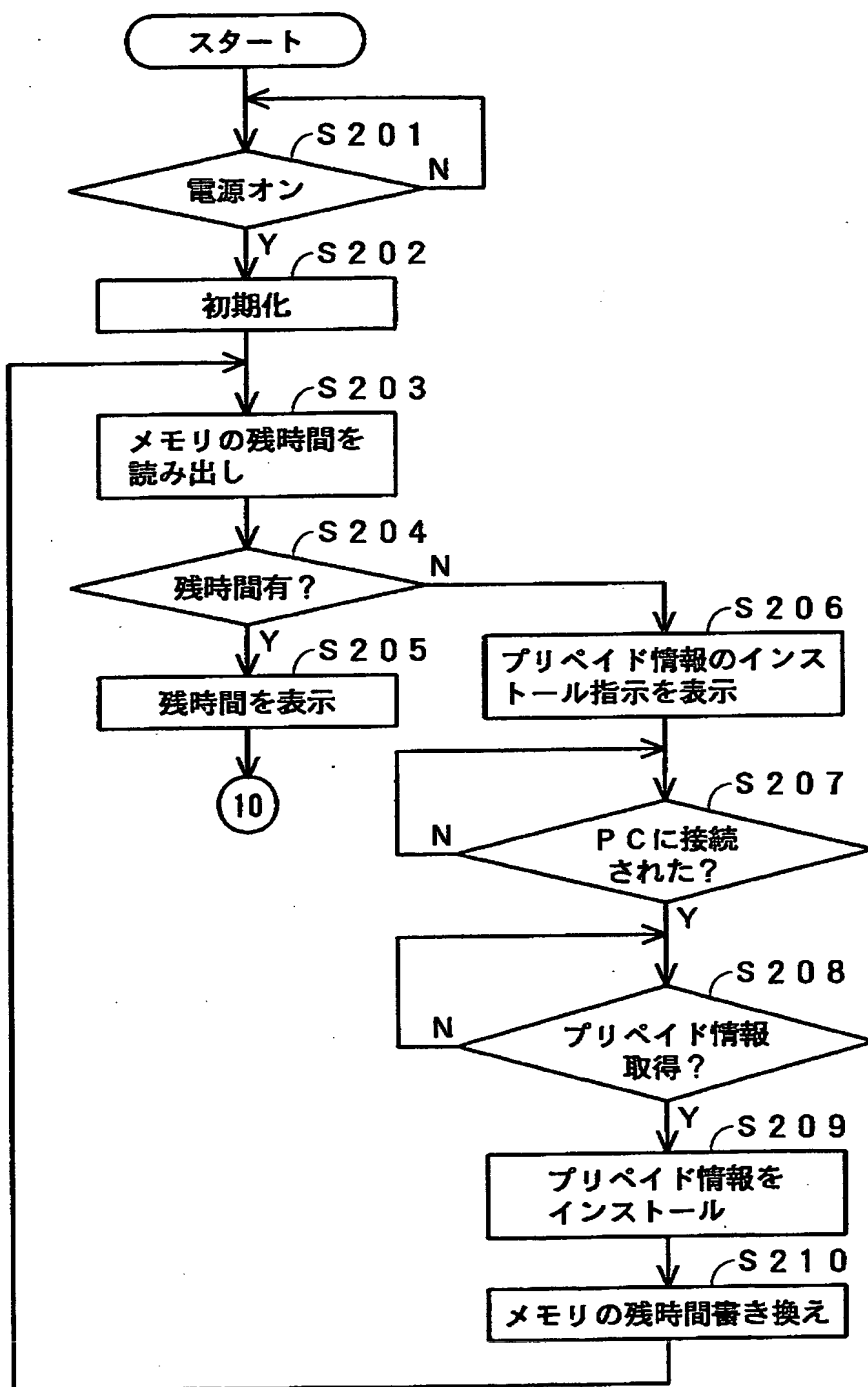 スタート
S201
電源オン
N
Y
S202
初期化
S203
メモリの残時間を
読み出し
S204
残時間有?
N
Y
S205
残時間を表示
10
S206
プリペイド情報のインス
トール指示を表示
S207
PCに接続
された?
N
Y
S208
プリペイド情報
取得?
N
Y
S209
プリペイド情報を
インストール
S210
メモリの残時間書き換え